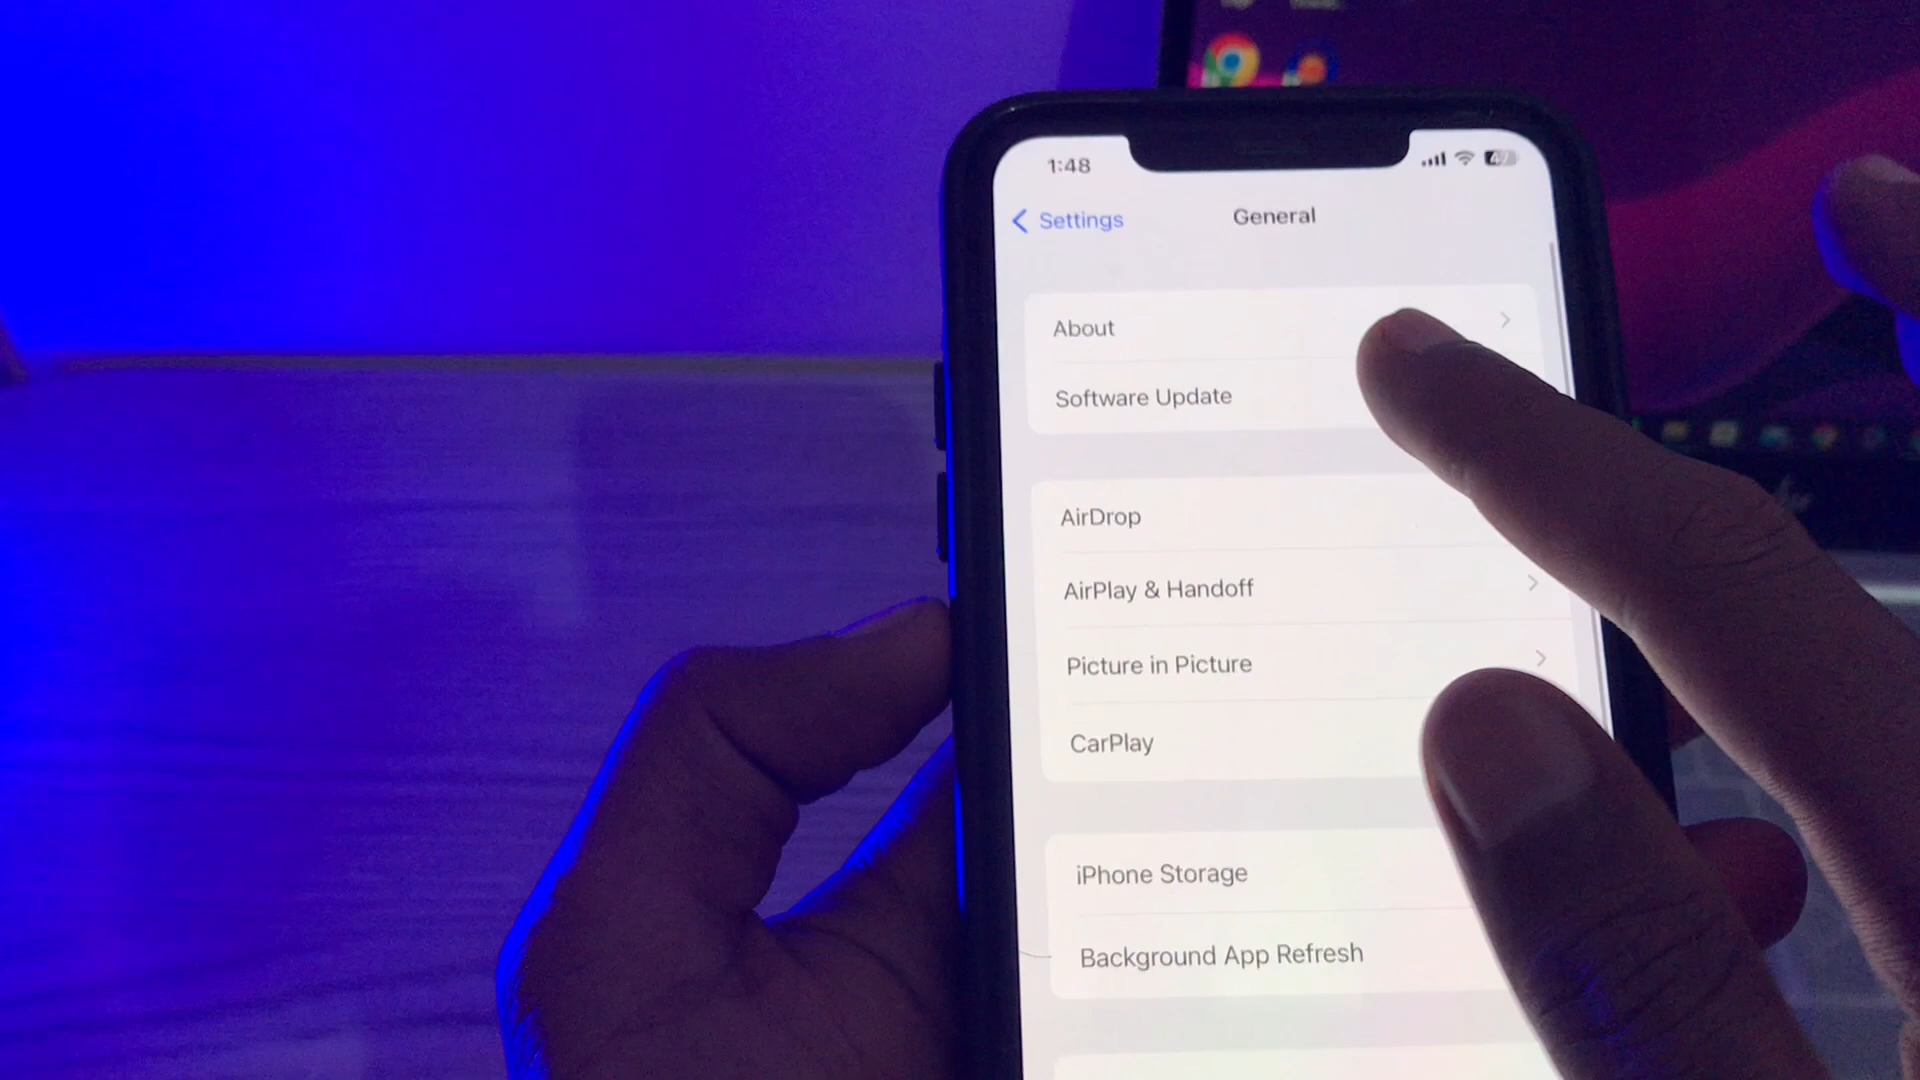 1:48
47
Settings
General
About
Software Update
AirDrop
AirPlay & Handoff
Picture in Picture
CarPlay
iPhone Storage
Background App Refresh